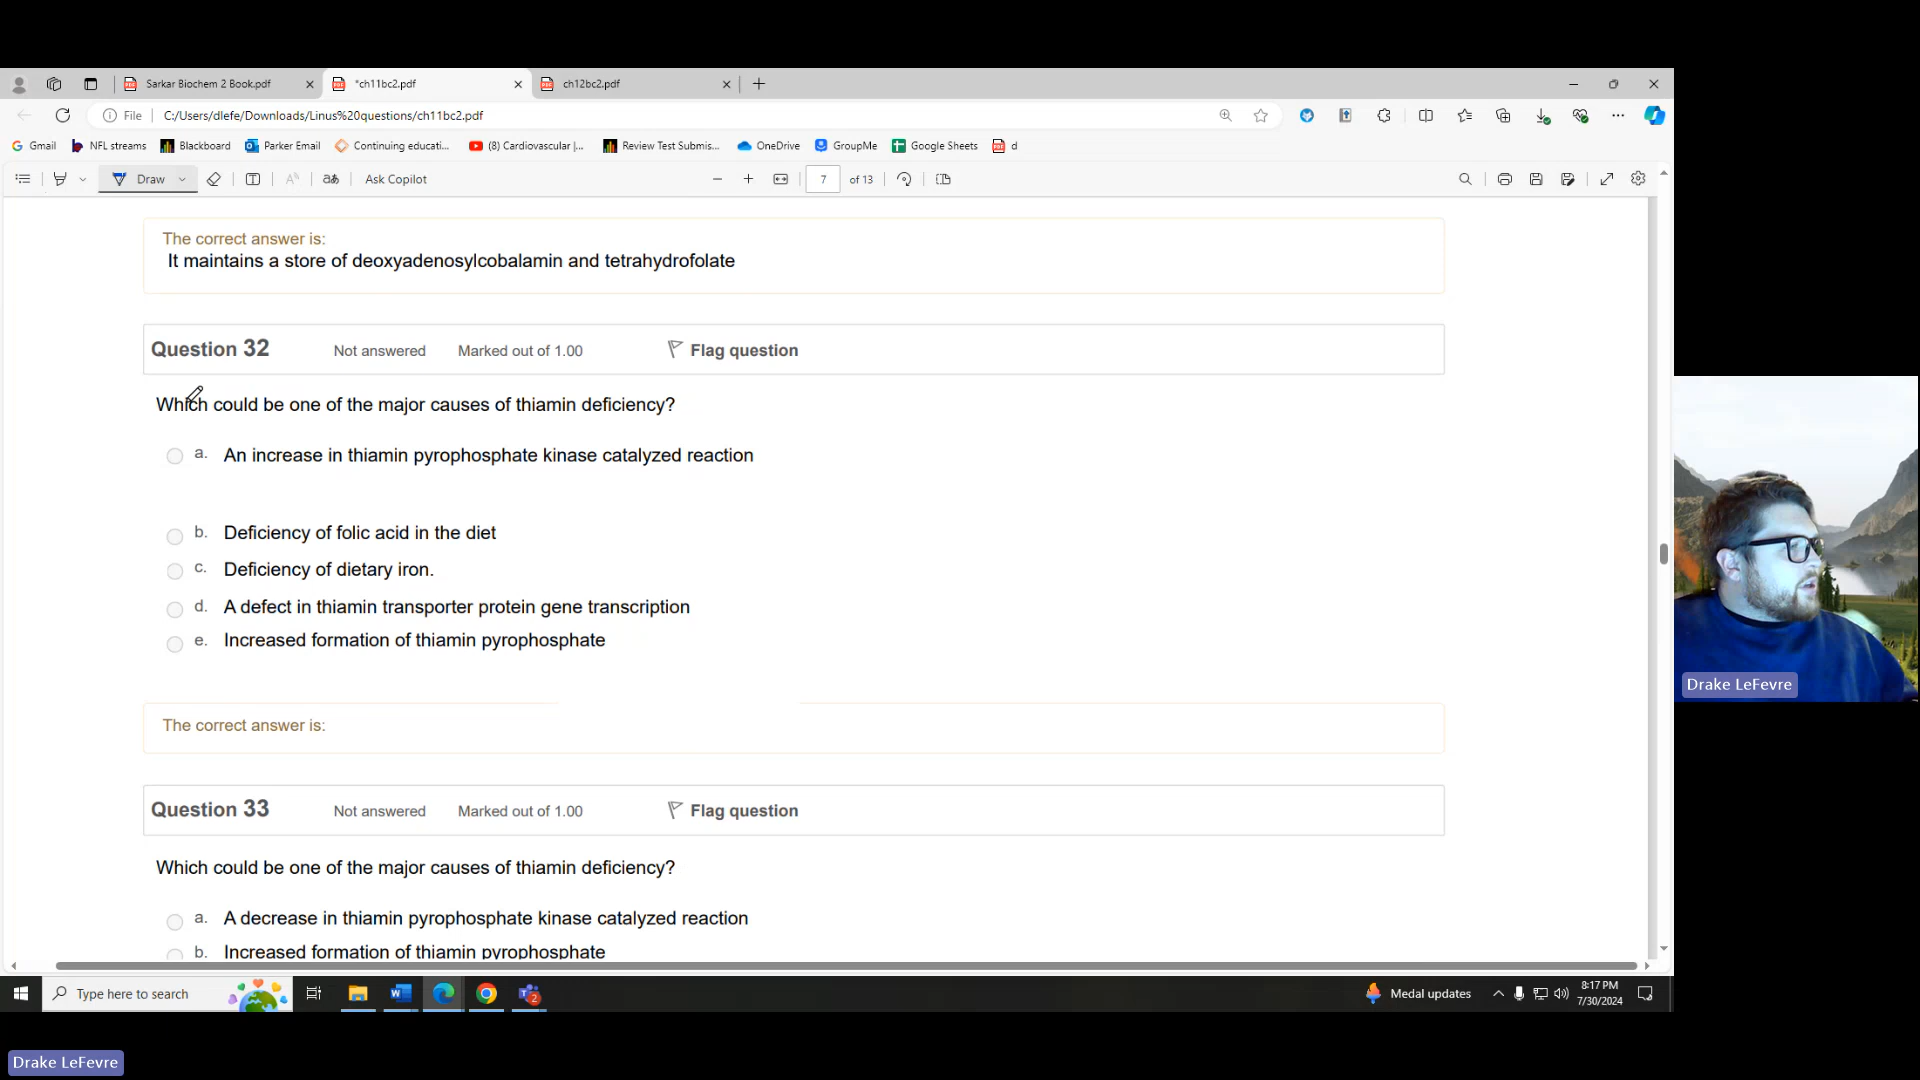 Sarkar Biochem 2 Book.pdf
*ch11bc2.pdf
ch12bc2.pdf
File
C:/Users/dlefe/Downloads/Linus%20questions/ch11bc2.pdf
Gmail
NFL streams
Blackboard
Parker Email
Continuing educati...
(8) Cardiovascular |...
Review Test Submis...
OneDrive
GroupMe
Google Sheets
d
Draw
Ask Copilot
7
of 13
The correct answer is:
It maintains a store of deoxyadenosylcobalamin and tetrahydrofolate
Question 32
Not answered
Marked out of 1.00
Flag question
Which could be one of the major causes of thiamin deficiency?
a. An increase in thiamin pyrophosphate kinase catalyzed reaction
b. Deficiency of folic acid in the diet
c. Deficiency of dietary iron.
d. A defect in thiamin transporter protein gene transcription
e. Increased formation of thiamin pyrophosphate
The correct answer is:
Question 33
Not answered
Marked out of 1.00
Flag question
Which could be one of the major causes of thiamin deficiency?
a. A decrease in thiamin pyrophosphate kinase catalyzed reaction
b. Increased formation of thiamin pyrophosphate
Drake LeFevre
Type here to search
Medal updates
8:17 PM
7/30/2024
Drake LeFevre